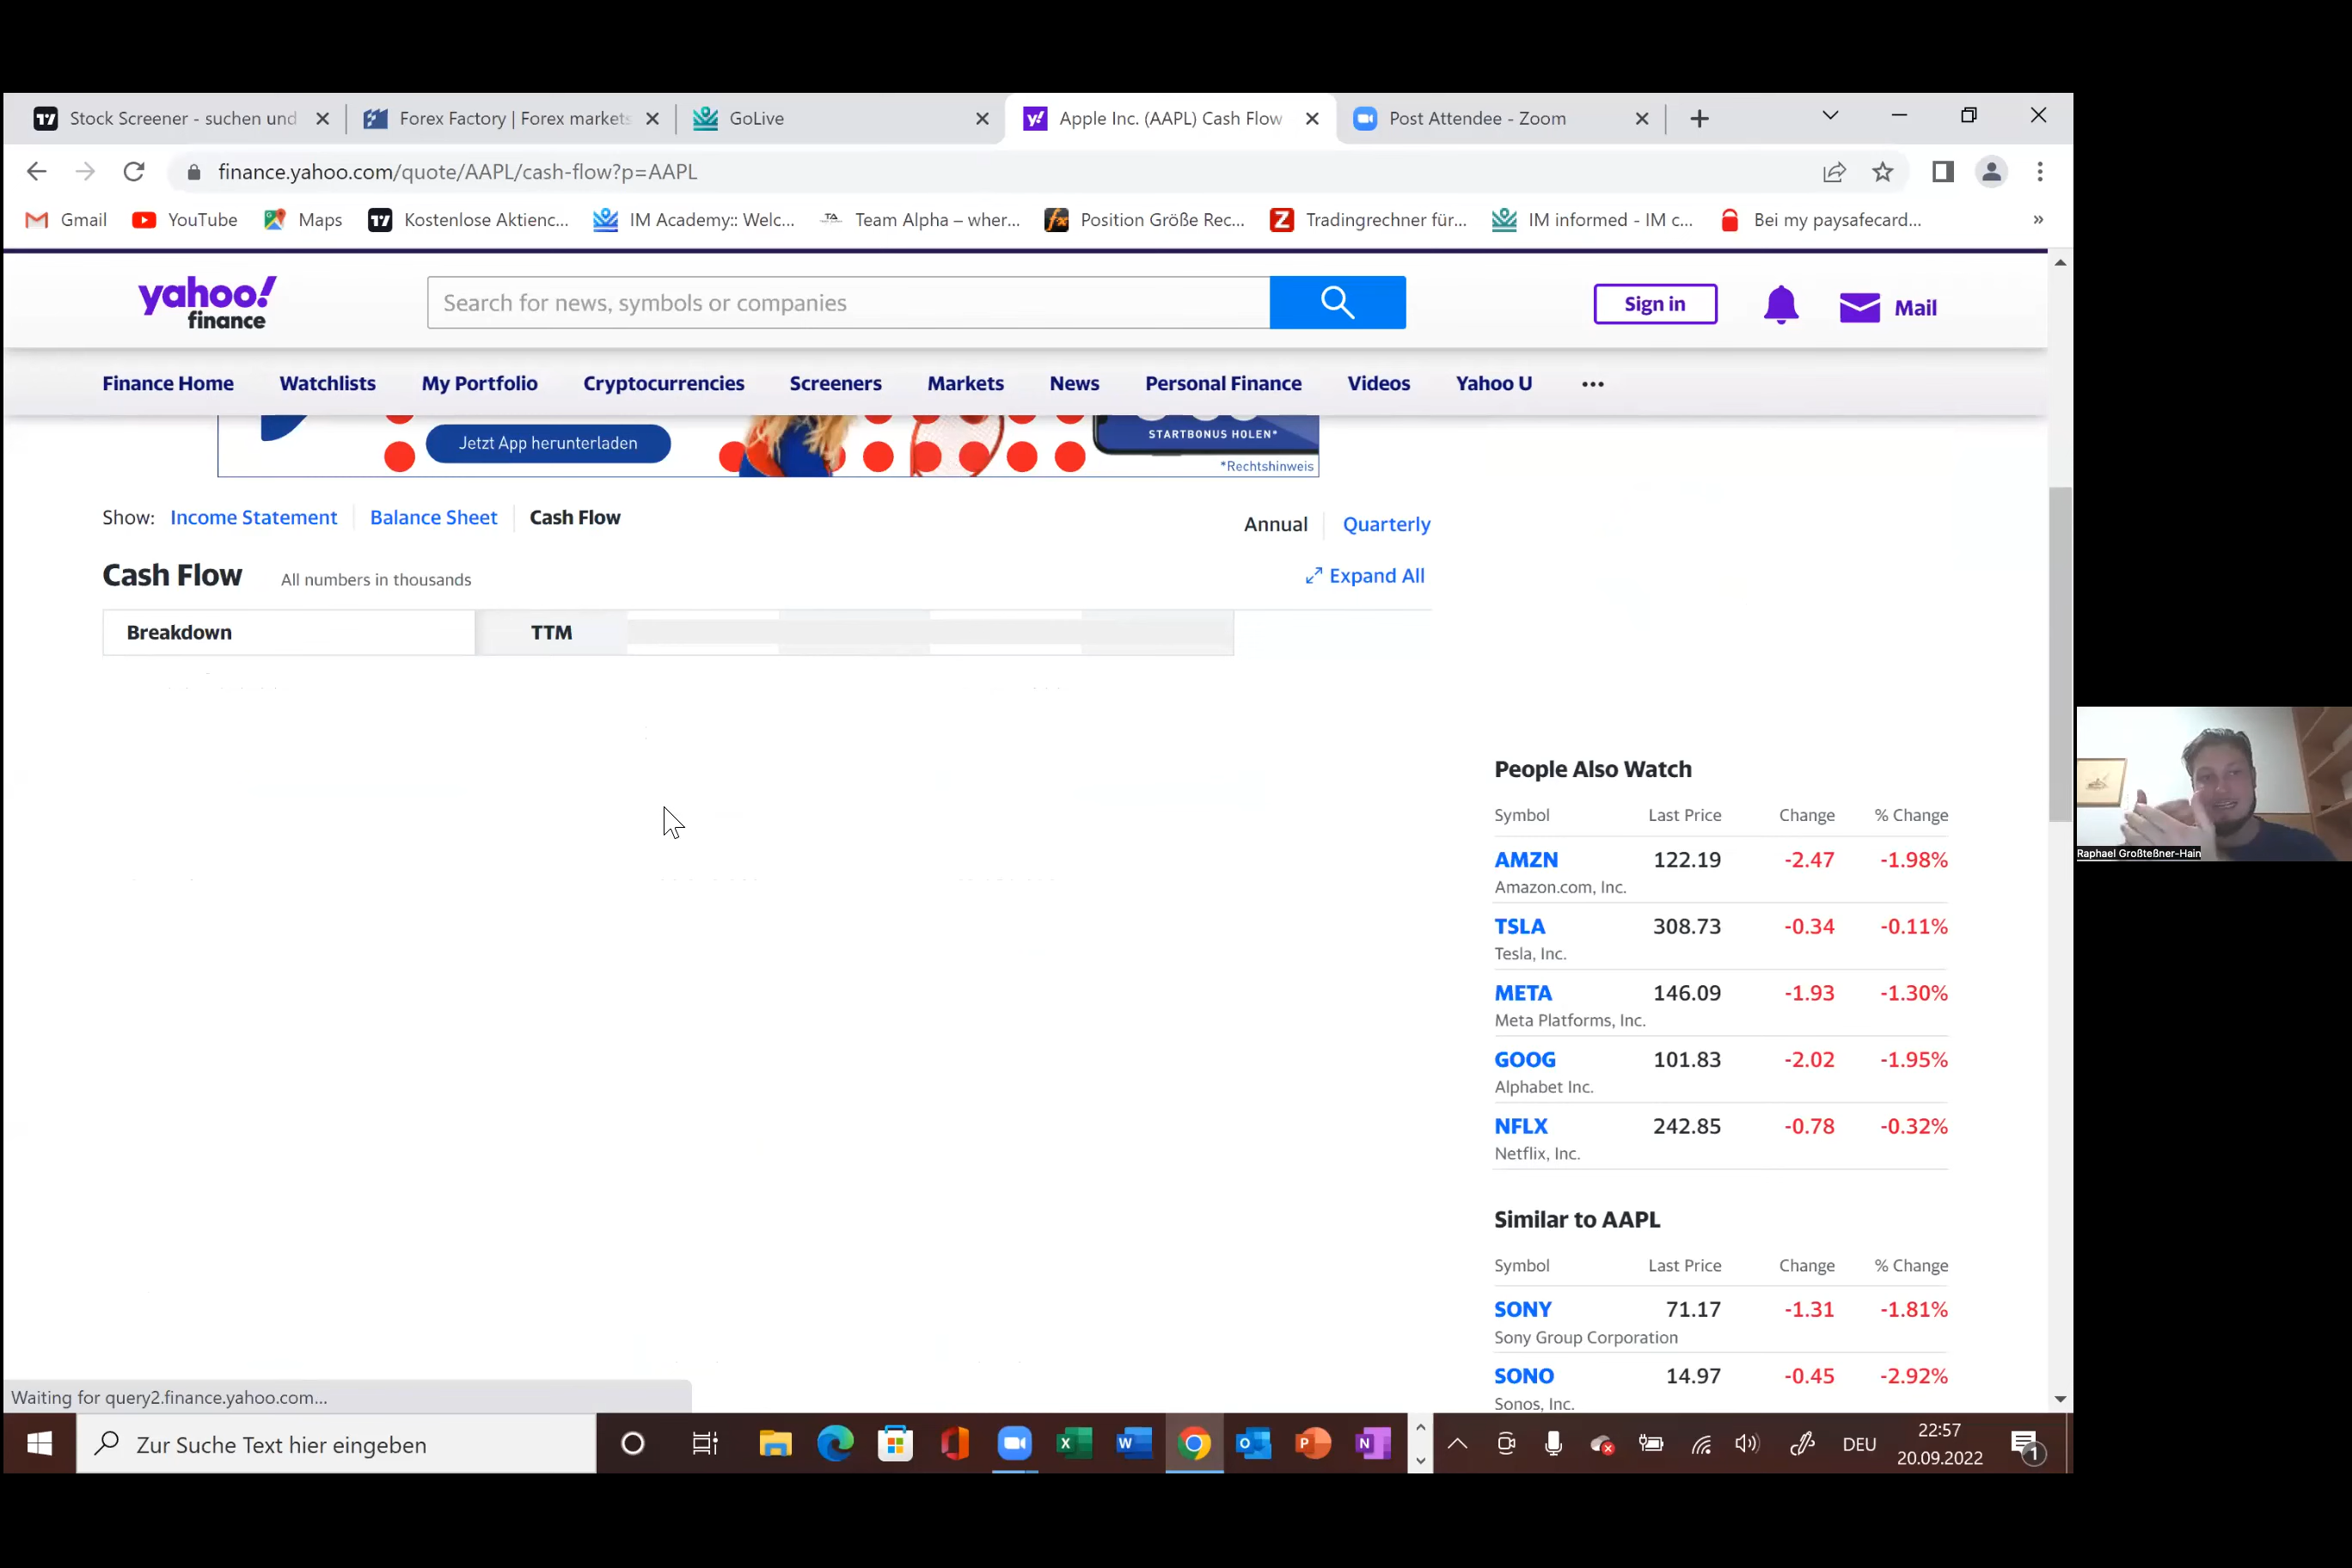 Stock Screener - suchen und
Forex Factory | Forex markets
GoLive
Apple Inc. (AAPL) Cash Flow
Post Attendee - Zoom
finance.yahoo.com/quote/AAPL/cash-flow?p=AAPL
Gmail
YouTube
Maps
Kostenlose Aktienc...
IM Academy:: Welc...
Team Alpha – wher...
Position Größe Rec...
Tradingrechner für...
IM informed - IM c...
Bei my paysafecard...
»
yahoo!
finance
Search for news, symbols or companies
Sign in
Mail
Finance Home
Watchlists
My Portfolio
Cryptocurrencies
Screeners
Markets
News
Personal Finance
Videos
Yahoo U
...
Jetzt App herunterladen
STARTBONUS HOLEN*
*Rechtshinweis
Show: Income Statement Balance Sheet Cash Flow
Annual Quarterly
Cash Flow All numbers in thousands
Expand All
Breakdown TTM
People Also Watch
Symbol Last Price Change % Change
AMZN 122.19 -2.47 -1.98%
Amazon.com, Inc.
TSLA 308.73 -0.34 -0.11%
Tesla, Inc.
META 146.09 -1.93 -1.30%
Meta Platforms, Inc.
GOOG 101.83 -2.02 -1.95%
Alphabet Inc.
NFLX 242.85 -0.78 -0.32%
Netflix, Inc.
Similar to AAPL
Symbol Last Price Change % Change
SONY 71.17 -1.31 -1.81%
Sony Group Corporation
SONO 14.97 -0.45 -2.92%
Sonos, Inc.
Raphael Großteßner-Hain
Waiting for query2.finance.yahoo.com...
Zur Suche Text hier eingeben
DEU
22:57
20.09.2022
1